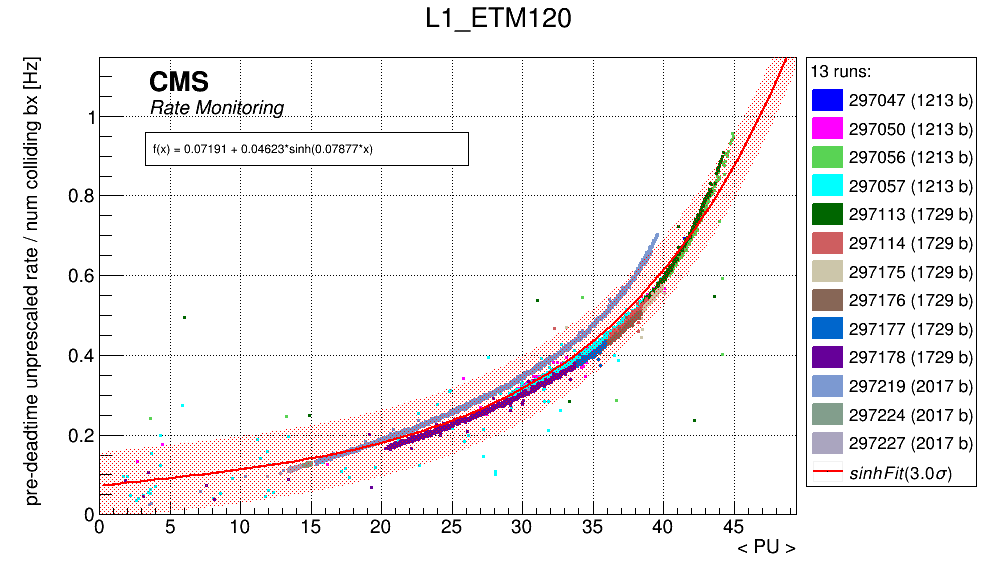 L1_ETM120
pre-deadtime unprescaled rate / num colliding bx [Hz]
CMS
Rate Monitoring
f(x) = 0.07191 + 0.04623*sinh(0.07877*x)
1
0.8
0.6
0.4
0.2
0
0 5 10 15 20 25 30 35 40 45
< PU >
13 runs:
297047 (1213 b)
297050 (1213 b)
297056 (1213 b)
297057 (1213 b)
297113 (1729 b)
297114 (1729 b)
297175 (1729 b)
297176 (1729 b)
297177 (1729 b)
297178 (1729 b)
297219 (2017 b)
297224 (2017 b)
297227 (2017 b)
sinhFit(3.0σ)